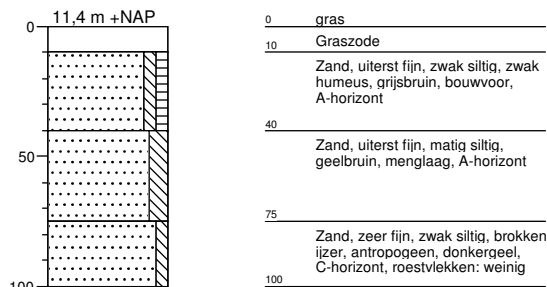 11,4 m +NAP
0
50
100
0 gras
10
Graszode
Zand, uiterst fijn, zwak siltig, zwak
humeus, grijsbruin, bouwvoor,
A-horizont
40
Zand, uiterst fijn, matig siltig,
geelbruin, menglaag, A-horizont
75
Zand, zeer fijn, zwak siltig, brokken
ijzer, antropogeen, donkergeel,
C-horizont, roestvlekken: weinig
100